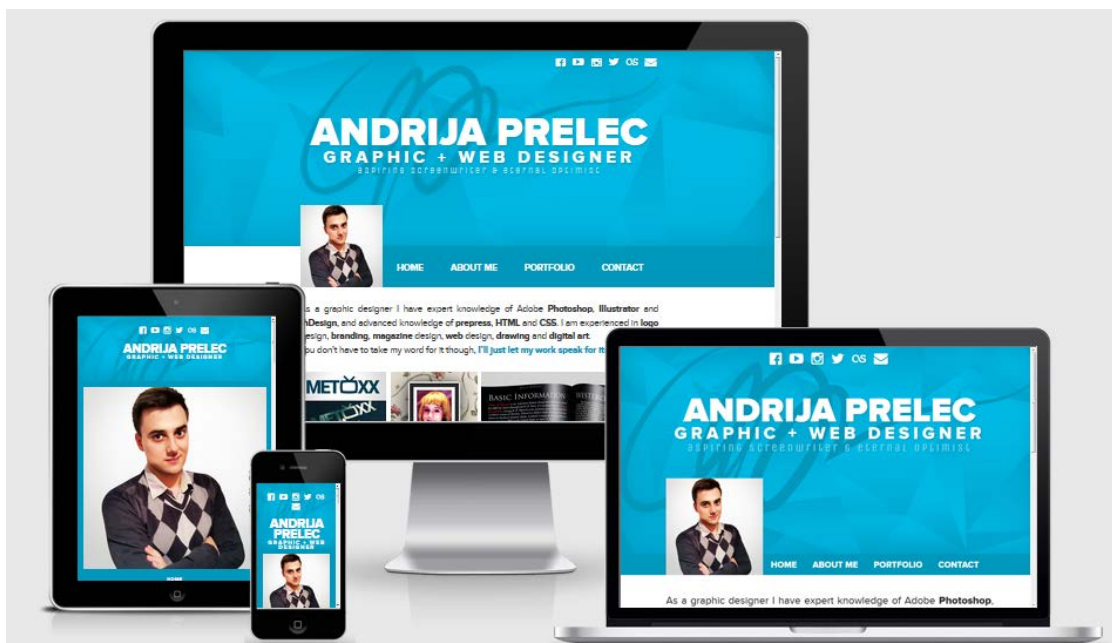 ANDRIJA PRELEC
GRAPHIC + WEB DESIGNER
aspiring screenwriter & eternal optimist
HOME ABOUT ME PORTFOLIO CONTACT
s a graphic designer I have expert knowledge of Adobe Photoshop, Illustrator and
nDesign, and advanced knowledge of prepress, HTML and CSS. I am experienced in logo
esign, branding, magazine design, web design, drawing and digital art.
ou don't have to take my word for it though, I'll just let my work speak for it
METOXX
METOXX
BASIC INFORMATION
ANDRIJA PRELEC
GRAPHIC + WEB DESIGNER
HOME
ANDRIJA
PRELEC
GRAPHIC + WEB
DESIGNER
ANDRIJA PRELEC
GRAPHIC + WEB DESIGNER
aspiring screenwriter & eternal optimist
HOME ABOUT ME PORTFOLIO CONTACT
As a graphic designer I have expert knowledge of Adobe Photoshop,